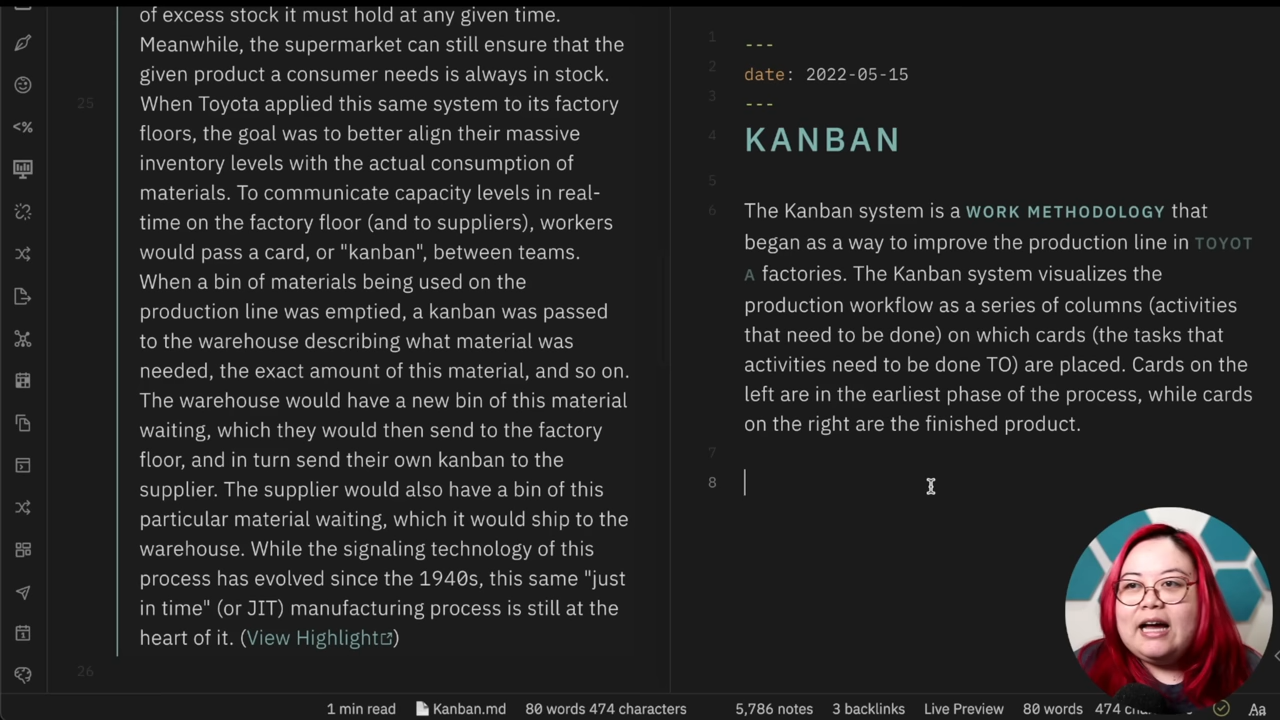 of excess stock it must hold at any given time.
Meanwhile, the supermarket can still ensure that the
given product a consumer needs is always in stock.
25
When Toyota applied this same system to its factory
floors, the goal was to better align their massive
inventory levels with the actual consumption of
materials. To communicate capacity levels in real-
time on the factory floor (and to suppliers), workers
would pass a card, or "kanban", between teams.
When a bin of materials being used on the
production line was emptied, a kanban was passed
to the warehouse describing what material was
needed, the exact amount of this material, and so on.
The warehouse would have a new bin of this material
waiting, which they would then send to the factory
floor, and in turn send their own kanban to the
supplier. The supplier would also have a bin of this
particular material waiting, which it would ship to the
warehouse. While the signaling technology of this
process has evolved since the 1940s, this same "just
in time" (or JIT) manufacturing process is still at the
heart of it. (View Highlight)
26
1 ---
2 date: 2022-05-15
3 ---
4 KANBAN
5
6 The Kanban system is a WORK METHODOLOGY that
began as a way to improve the production line in TOYOT
A factories. The Kanban system visualizes the
production workflow as a series of columns (activities
that need to be done) on which cards (the tasks that
activities need to be done TO) are placed. Cards on the
left are in the earliest phase of the process, while cards
on the right are the finished product.
7
8
<%
1 min read Kanban.md 80 words 474 characters 5,786 notes 3 backlinks Live Preview 80 words 474 Aa